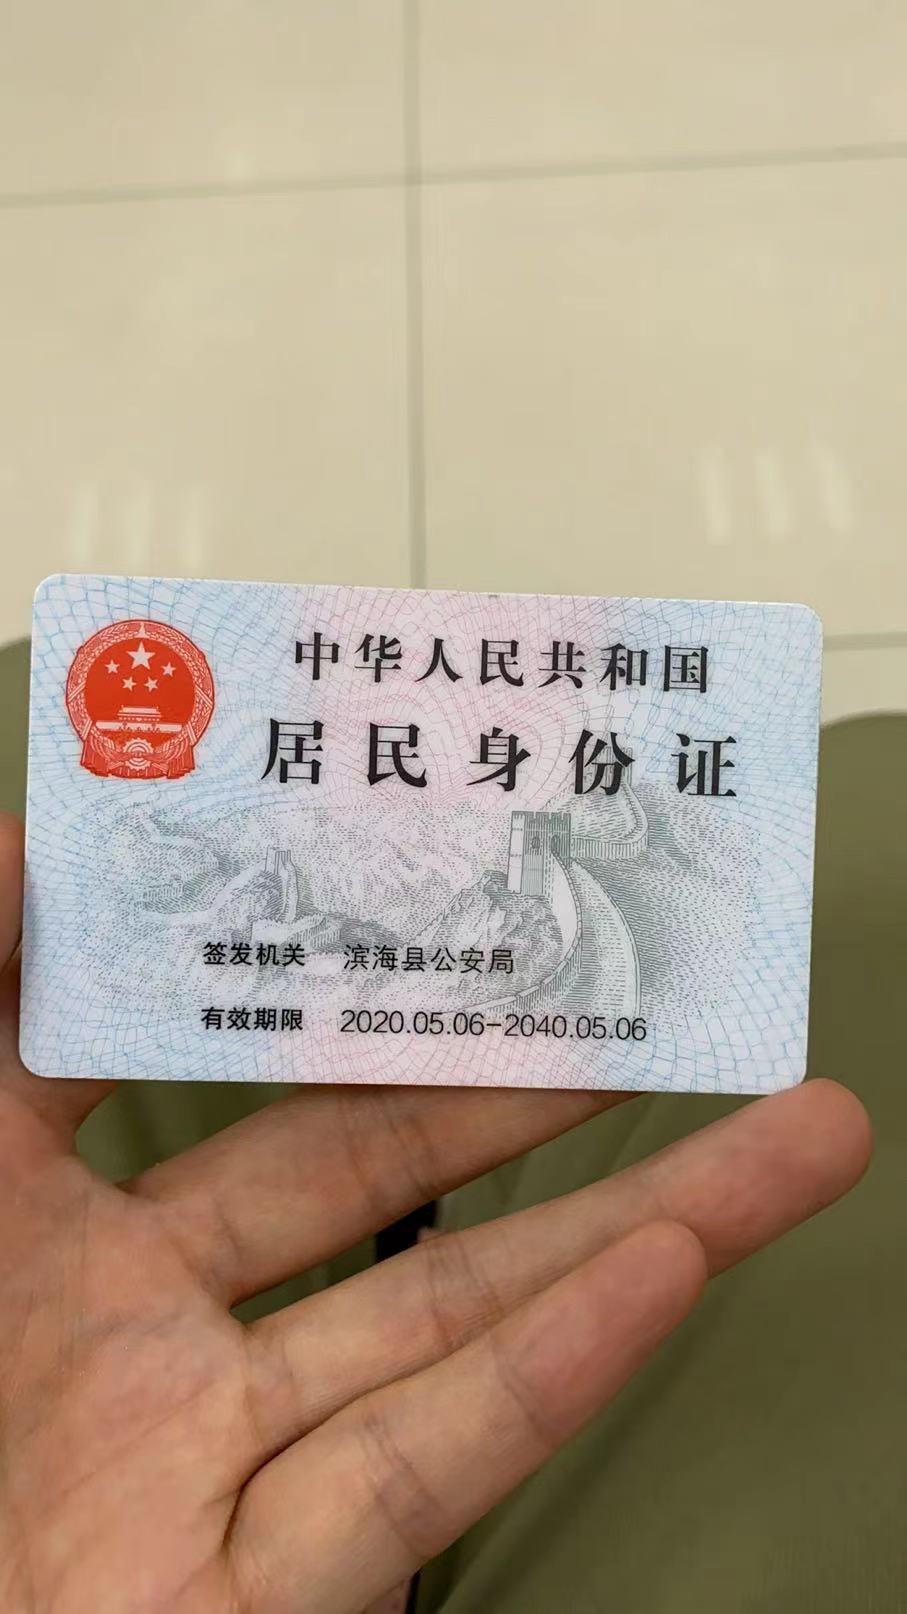 中华人民共和国
居民身份证
签发机关 滨海县公安局
有效期限 2020.05.06-2040.05.06